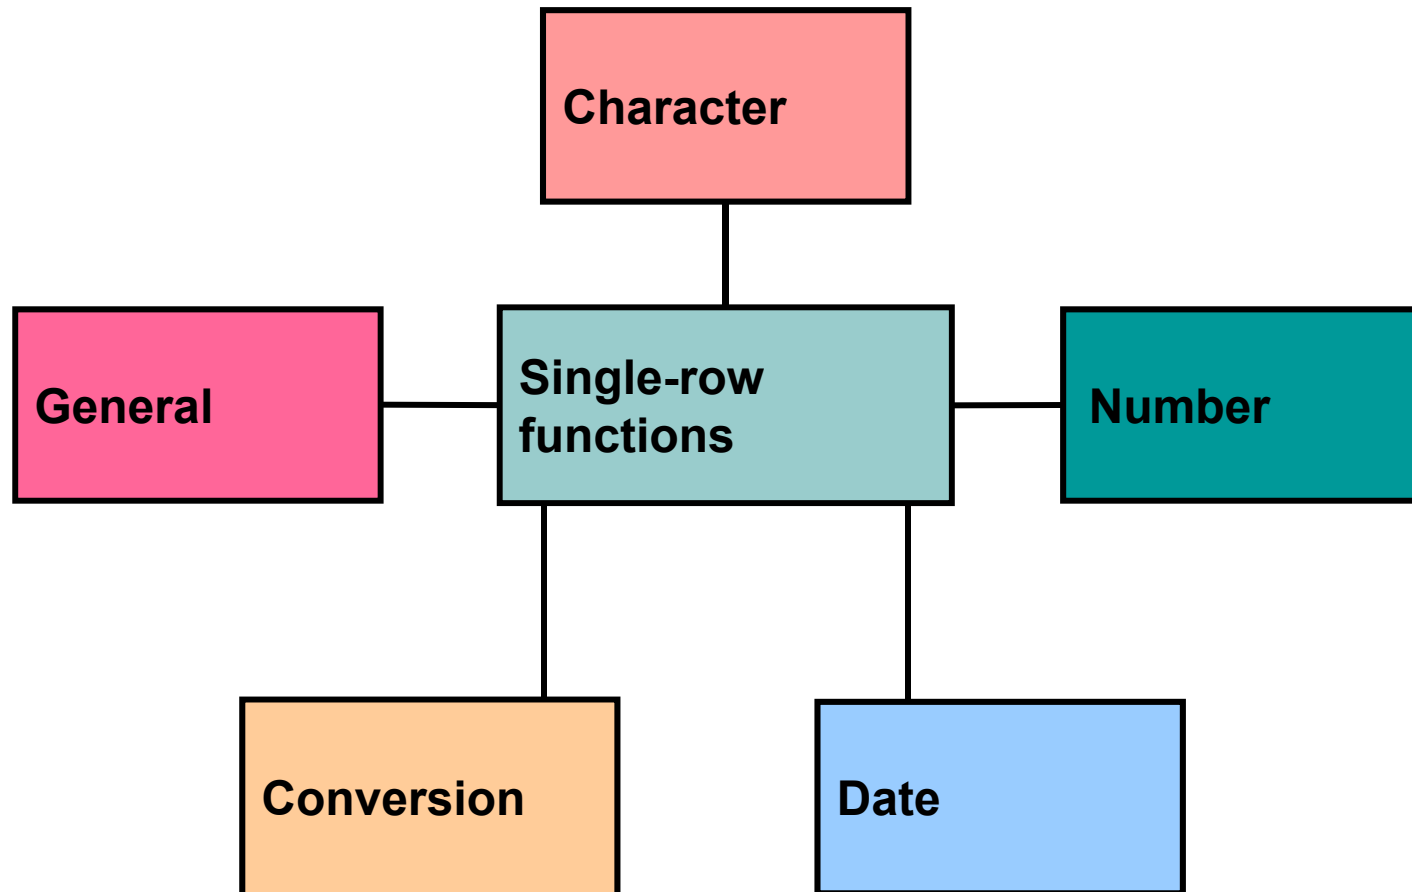 Character
General
Single-row
functions
Number
Conversion
Date